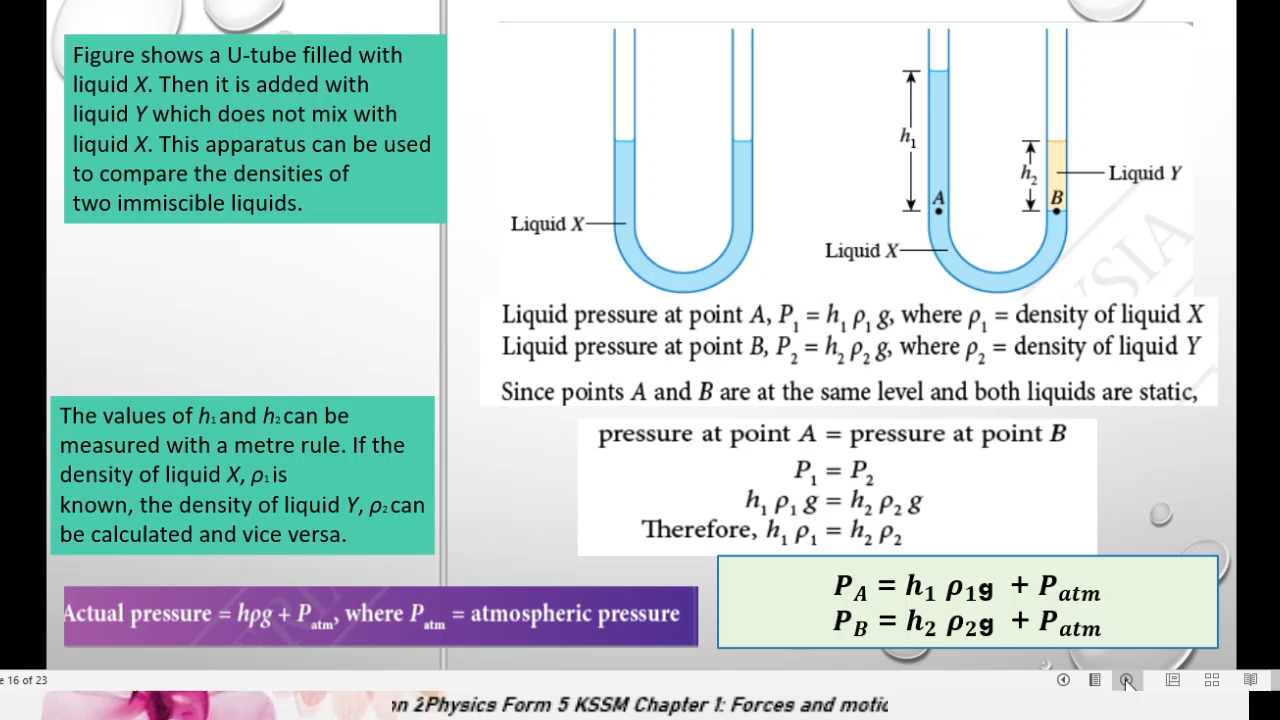 Figure shows a U-tube filled with
liquid X. Then it is added with
liquid Y which does not mix with
liquid X. This apparatus can be used
to compare the densities of
two immiscible liquids.
Liquid X
h₁
A
h₂
B
Liquid Y
Liquid X
Liquid pressure at point A, P₁ = h₁ ρ₁ g, where ρ₁ = density of liquid X
Liquid pressure at point B, P₂ = h₂ ρ₂ g, where ρ₂ = density of liquid Y
Since points A and B are at the same level and both liquids are static,
pressure at point A = pressure at point B
P₁ = P₂
h₁ ρ₁ g = h₂ ρ₂ g
Therefore, h₁ ρ₁ = h₂ ρ₂
The values of h₁ and h₂ can be
measured with a metre rule. If the
density of liquid X, ρ₁ is
known, the density of liquid Y, ρ₂ can
be calculated and vice versa.
Actual pressure = hρg + Patm, where Patm = atmospheric pressure
P_A = h₁ ρ₁g + Patm
P_B = h₂ ρ₂g + Patm
16 of 23
2Physics Form 5 KSSM Chapter 1: Forces and